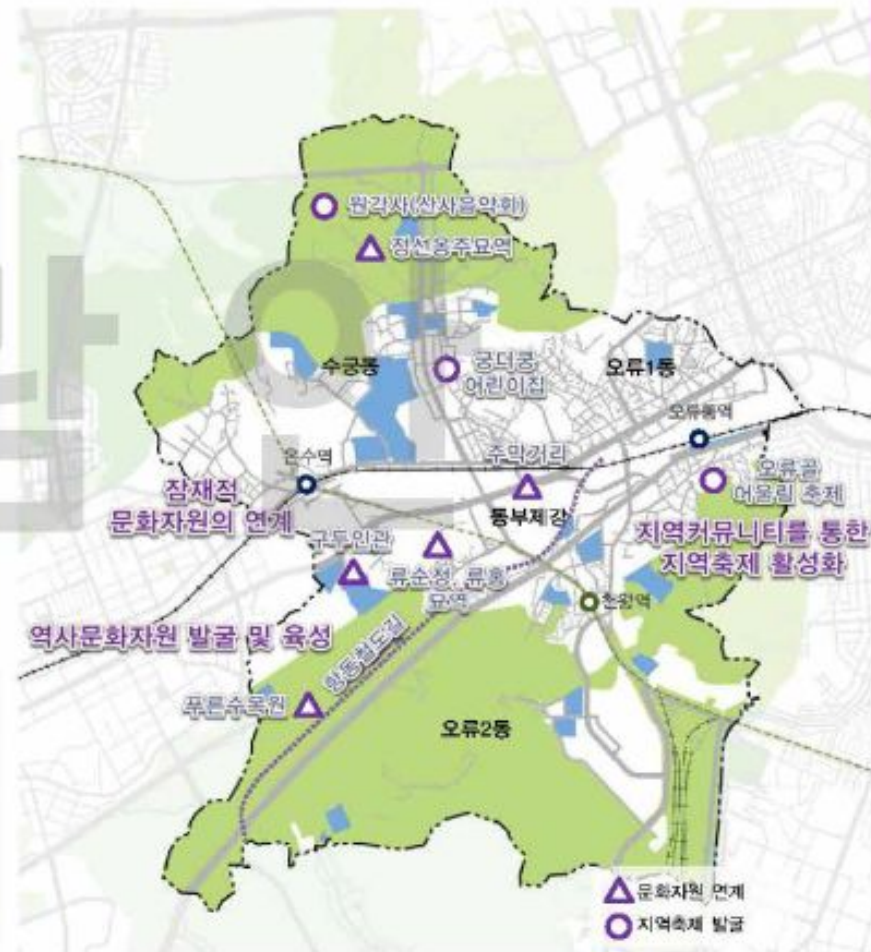 안
원각사(산사음악회)
정선옹주묘역
수궁동
궁더쿵
어린이집
오류1동
오류동역
온수역
주막거리
오류골
어울림 축제
잠재적
문화자원의 연계
동부제강
지역커뮤니티를 통한
지역축제 활성화
구두인관
류순정, 류홍
묘역
천왕역
역사문화자원 발굴 및 육성
항동철도길
푸른수목원
오류2동
문화자원 연계
지역축제 발굴